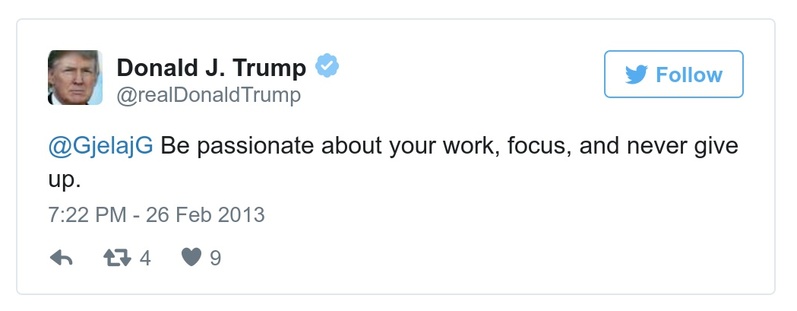 Donald J. Trump
@realDonaldTrump
Follow
@GjelajG Be passionate about your work, focus, and never give
up.
7:22 PM - 26 Feb 2013
4 9